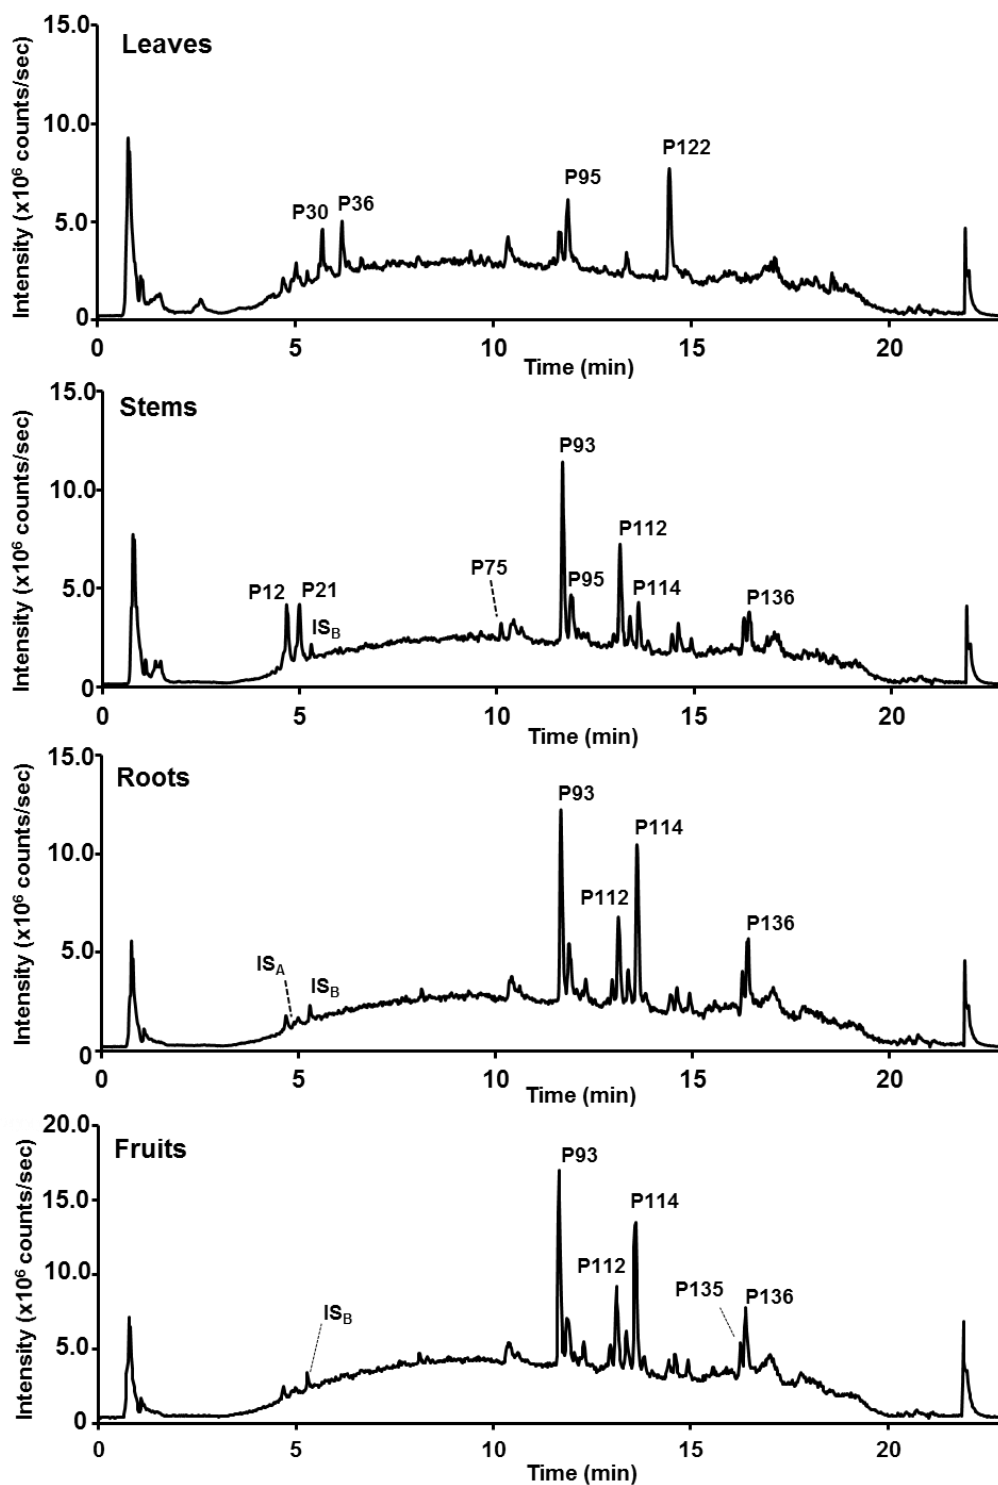 15.0
Leaves
10.0
P122
P95
P30 P36
5.0
0
0 5 10 15 20
Time (min)
Intensity (x10⁶ counts/sec)
15.0
Stems
P93
10.0
P112
P75
P95
5.0
P12 P21
P114
P136
ISB
0
0 5 10 15 20
Time (min)
Intensity (x10⁶ counts/sec)
15.0
Roots
P93
P114
10.0
P112
P136
5.0
ISA
ISB
0
0 5 10 15 20
Time (min)
Intensity (x10⁶ counts/sec)
20.0
Fruits
P93
15.0
P114
10.0
P112
P135
P136
ISB
5.0
0
0 5 10 15 20
Time (min)
Intensity (x10⁶ counts/sec)